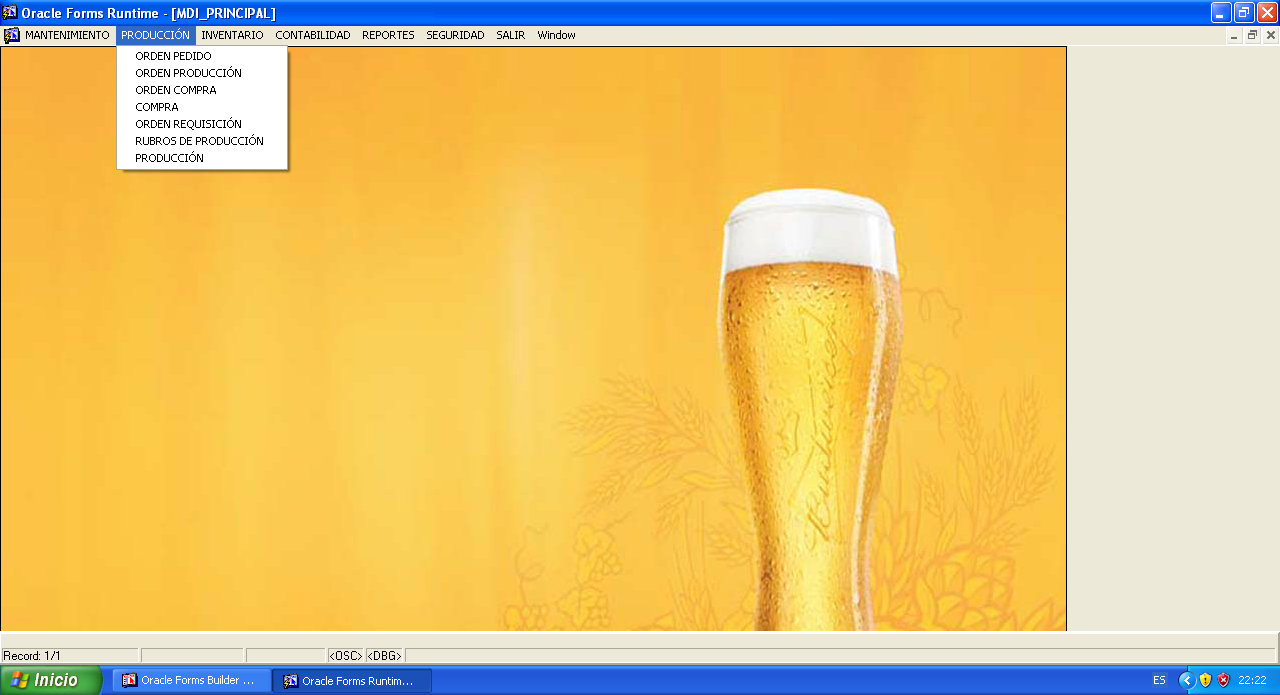 Oracle Forms Runtime - [MDI_PRINCIPAL]
MANTENIMIENTO PRODUCCIÓN INVENTARIO CONTABILIDAD REPORTES SEGURIDAD SALIR Window
ORDEN PEDIDO
ORDEN PRODUCCIÓN
ORDEN COMPRA
COMPRA
ORDEN REQUISICIÓN
RUBROS DE PRODUCCIÓN
PRODUCCIÓN
Budweiser
Record: 1/1 <OSC> <DBG>
Inicio Oracle Forms Builder ... Oracle Forms Runtim... ES 22:22